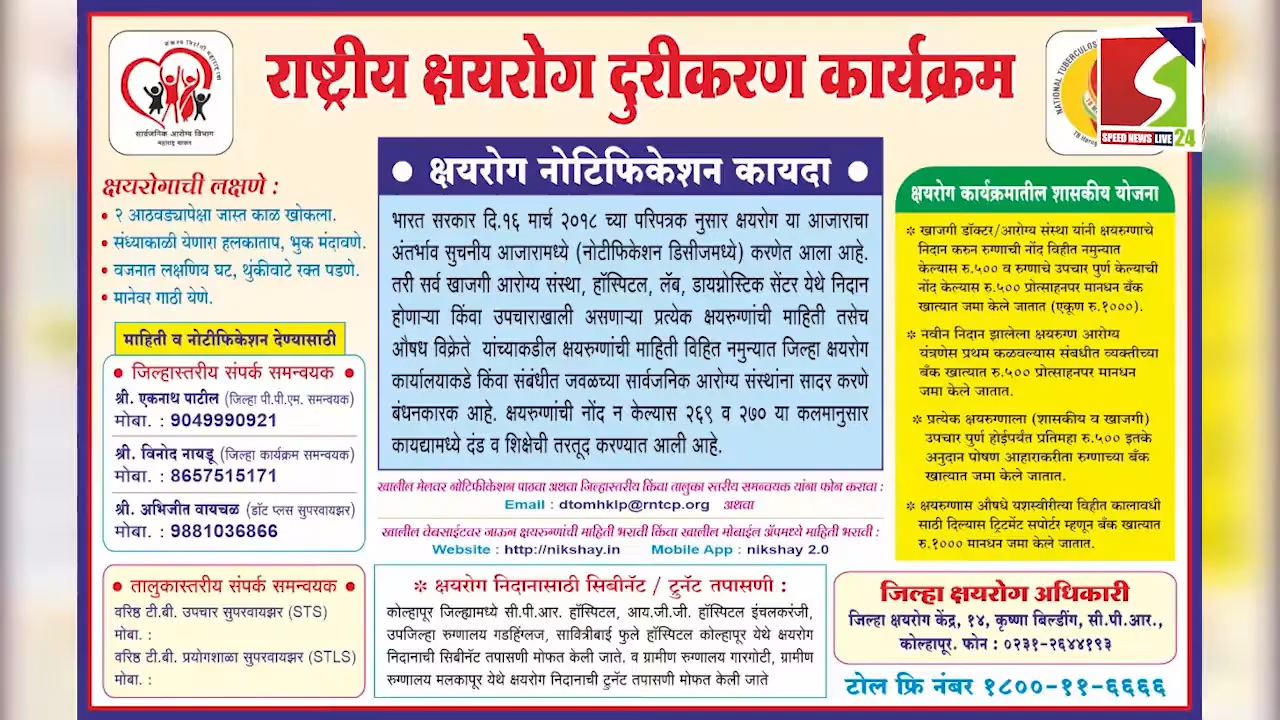 राष्ट्रीय क्षयरोग दुरीकरण कार्यक्रम
सार्वजनिक आरोग्य विभाग
NATIONAL TUBERCULOS
SPEED NEWS LIVE 24
क्षयरोगाची लक्षणे :
• २ आठवड्यापेक्षा जास्त काळ खोकला.
• संध्याकाळी येणारा हलकाताप, भुक मंदावणे.
• वजनात लक्षणिय घट, थुंकीवाटे रक्त पडणे.
• मानेवर गाठी येणे.
माहिती व नोटीफिकेशन देण्यासाठी
• जिल्हास्तरीय संपर्क समन्वयक •
श्री. एकनाथ पाटील (जिल्हा पी.पी.एम. समन्वयक)
मोबा. : 9049990921
श्री. विनोद नायडू (जिल्हा कार्यक्रम समन्वयक)
मोबा. : 8657515171
श्री. अभिजीत वायचळ (डॉट प्लस सुपरवायझर)
मोबा. : 9881036866
• तालुकास्तरीय संपर्क समन्वयक •
वरिष्ठ टी.बी. उपचार सुपरवायझर (STS)
मोबा. :
वरिष्ठ टी.बी. प्रयोगशाळा सुपरवायझर (STLS)
मोबा. :
• क्षयरोग नोटिफिकेशन कायदा •
भारत सरकार दि.१६ मार्च २०१८ च्या परिपत्रक नुसार क्षयरोग या आजाराचा
अंतर्भाव सुचनीय आजारामध्ये (नोटीफिकेशन डिसीजमध्ये) करणेत आला आहे.
तरी सर्व खाजगी आरोग्य संस्था, हॉस्पिटल, लॅब, डायग्नोस्टिक सेंटर येथे निदान
होणाऱ्या किंवा उपचाराखाली असणाऱ्या प्रत्येक क्षयरुग्णांची माहिती तसेच
औषध विक्रेते यांच्याकडील क्षयरुग्णांची माहिती विहित नमुन्यात जिल्हा क्षयरोग
कार्यालयाकडे किंवा संबंधीत जवळच्या सार्वजनिक आरोग्य संस्थांना सादर करणे
बंधनकारक आहे. क्षयरुग्णांची नोंद न केल्यास २६९ व २७० या कलमानुसार
कायद्यामध्ये दंड व शिक्षेची तरतूद करण्यात आली आहे.
खालील मेलवर नोटिफीकेशन पाठवा अथवा जिल्हास्तरीय किंवा तालुका स्तरीय समन्वयक यांना फोन करावा :
Email : dtomhklp@rntcp.org अथवा
खालील वेबसाईटवर जाऊन क्षयरुग्णांची माहिती भरावी किंवा खालील मोबाईल ॲपमध्ये माहिती भरावी :
Website : http://nikshay.in Mobile App : nikshay 2.0
❊ क्षयरोग निदानासाठी सिबीनॅट / ट्रुनॅट तपासणी :
कोल्हापूर जिल्ह्यामध्ये सी.पी.आर. हॉस्पिटल, आय.जी.जी. हॉस्पिटल इंचलकरंजी,
उपजिल्हा रुग्णालय गडहिंग्लज, सावित्रीबाई फुले हॉस्पिटल कोल्हापूर येथे क्षयरोग
निदानाची सिबीनॅट तपासणी मोफत केली जाते. व ग्रामीण रुग्णालय गारगोटी, ग्रामीण
रुग्णालय मलकापूर येथे क्षयरोग निदानाची ट्रुनॅट तपासणी मोफत केली जाते
क्षयरोग कार्यक्रमातील शासकीय योजना
❊ खाजगी डॉक्टर/आरोग्य संस्था यांनी क्षयरुग्णाचे
निदान करुन रुग्णाची नोंद विहीत नमुन्यात
केल्यास रु.५०० व रुग्णाचे उपचार पुर्ण केल्याची
नोंद केल्यास रु.५०० प्रोत्साहनपर मानधन बँक
खात्यात जमा केले जातात (एकूण रु.१०००).
❊ नवीन निदान झालेला क्षयरुग्ण आरोग्य
यंत्रणेस प्रथम कळवल्यास संबधीत व्यक्तीच्या
बँक खात्यात रु.५०० प्रोत्साहनपर मानधन
जमा केले जातात.
❊ प्रत्येक क्षयरुग्णाला (शासकीय व खाजगी)
उपचार पुर्ण होईपर्यंत प्रतिमहा रु.५०० इतके
अनुदान पोषण आहाराकरीता रुग्णाच्या बँक
खात्यात जमा केले जातात.
❊ क्षयरुग्णास औषधे यशस्वीरीत्या विहीत कालावधी
साठी दिल्यास ट्रिटमेंट सपोर्टर म्हणून बँक खात्यात
रु.१००० मानधन जमा केले जातात.
जिल्हा क्षयरोग अधिकारी
जिल्हा क्षयरोग केंद्र, १४, कृष्णा बिल्डींग, सी.पी.आर.,
कोल्हापूर. फोन : ०२३१-२६४४१९३
टोल फ्रि नंबर १८००-११-६६६६